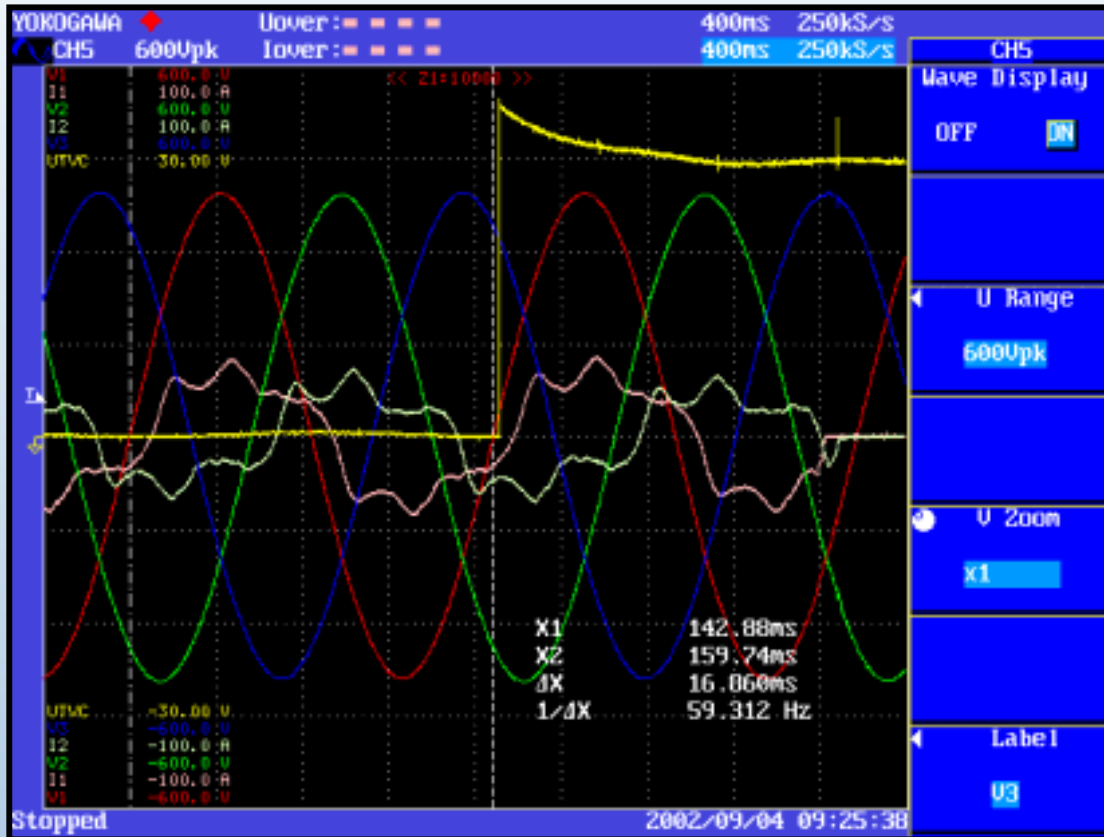 YOKOGAWA Uover:- - - - 400ms 250kS/s
CH5 600Vpk Iover:- - - - 400ms 250kS/s
CH5
V1 600.0 V << Z1:10000 >>
I1 100.0 A
V2 600.0 V
I2 100.0 A
V3 600.0 V
UTVC 30.00 V
Wave Display
OFF ON
U Range
600Vpk
V Zoom
x1
X1 142.88ms
X2 159.74ms
ΔX 16.860ms
1/ΔX 59.312 Hz
UTVC -30.00 V
V3 -600.0 V
I2 -100.0 A
V2 -600.0 V
I1 -100.0 A
V1 -600.0 V
Label
V3
Stopped 2002/09/04 09:25:38